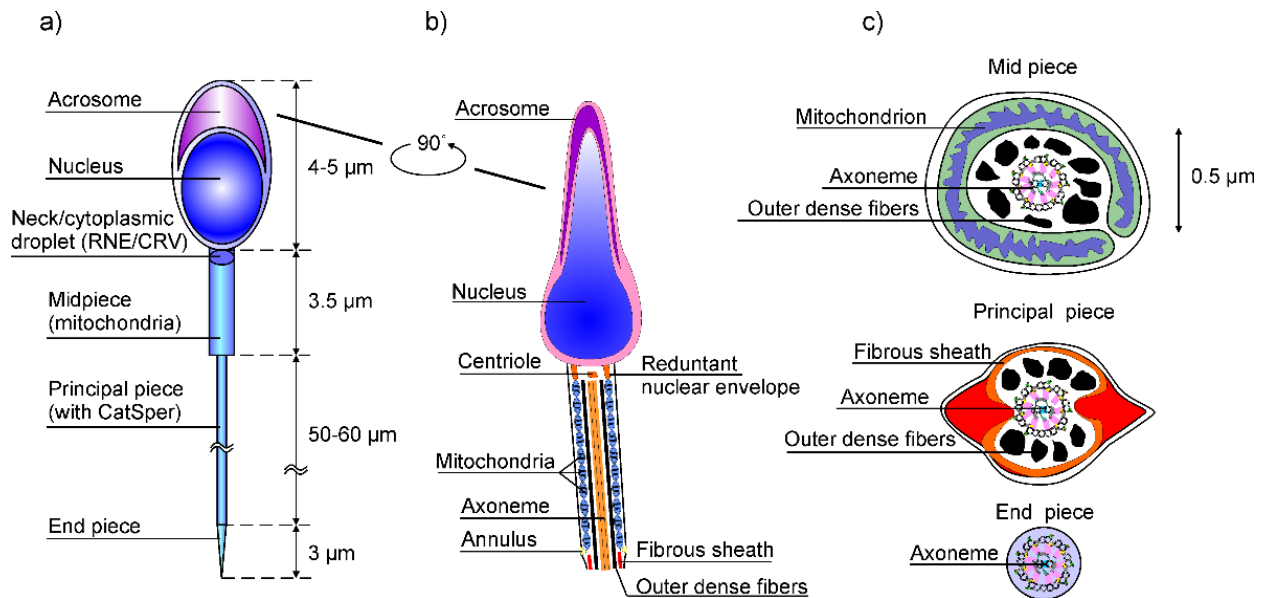 a)
Acrosome
Nucleus
Neck/cytoplasmic
droplet (RNE/CRV)
Midpiece
(mitochondria)
Principal piece
(with CatSper)
End piece
4-5 µm
3.5 µm
50-60 µm
3 µm
90°
b)
Acrosome
Nucleus
Centriole
Reduntant
nuclear envelope
Mitochondria
Axoneme
Annulus
Fibrous sheath
Outer dense fibers
c)
Mid piece
Mitochondrion
Axoneme
Outer dense fibers
0.5 µm
Principal piece
Fibrous sheath
Axoneme
Outer dense fibers
End piece
Axoneme